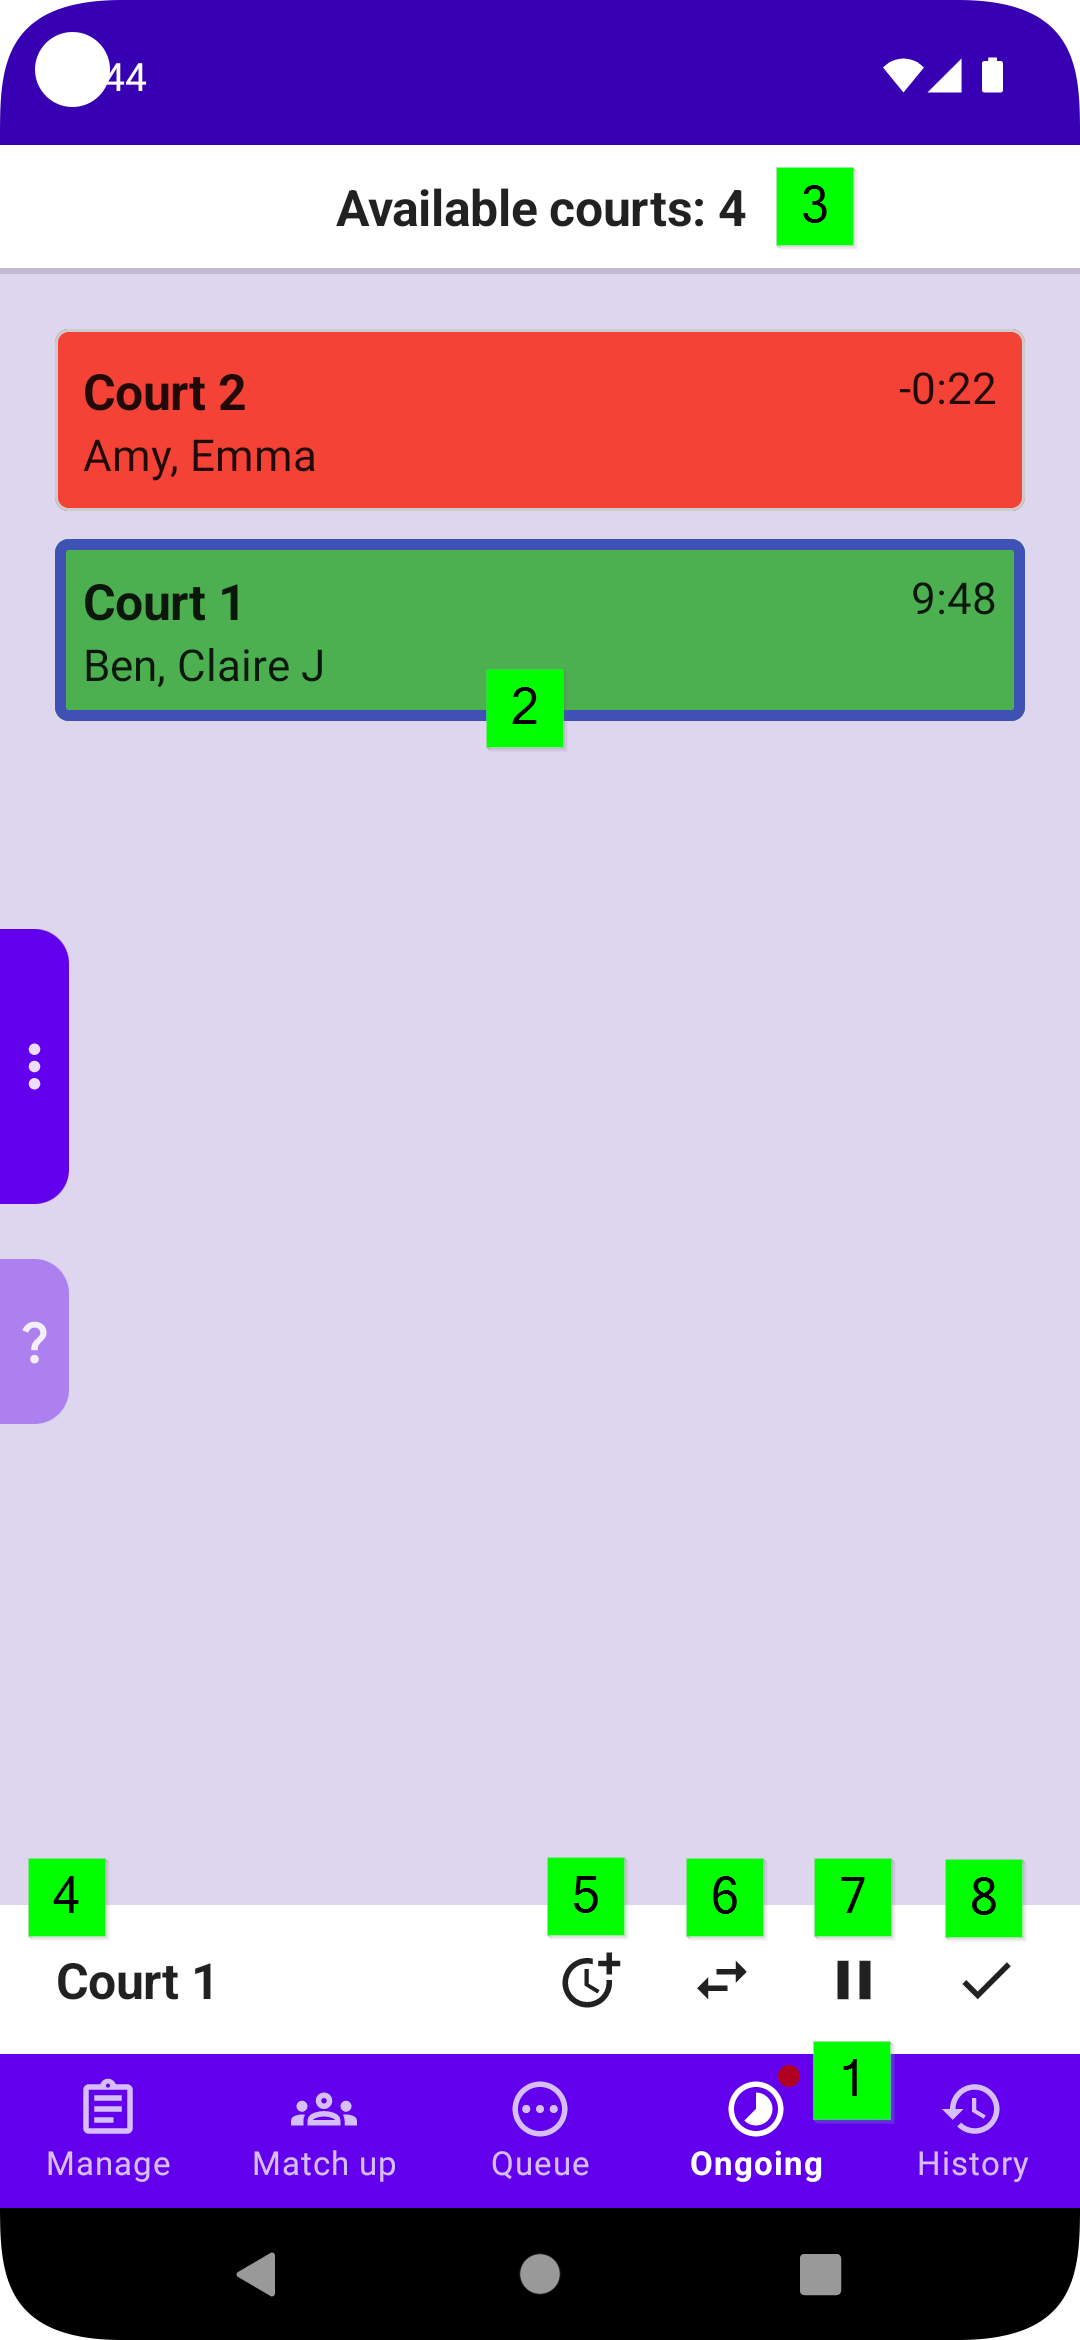 44
Available courts: 4 3
Court 2 -0:22
Amy, Emma
Court 1 9:48
Ben, Claire J
2
?
4 5 6 7 8
Court 1
1
Manage Match up Queue Ongoing History